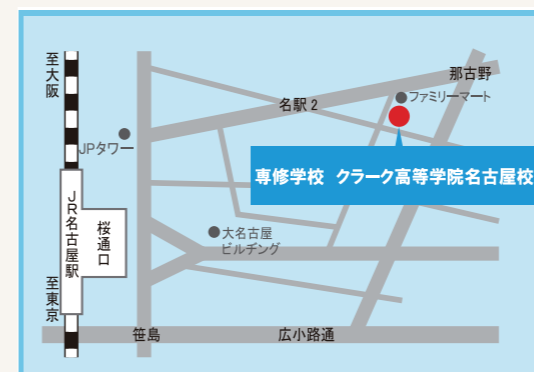 至大阪
那古野
ファミリーマート
名駅 2
JPタワー
専修学校 クラーク高等学院名古屋校
JR名古屋駅
桜通口
大名古屋
ビルヂング
至東京
笹島
広小路通